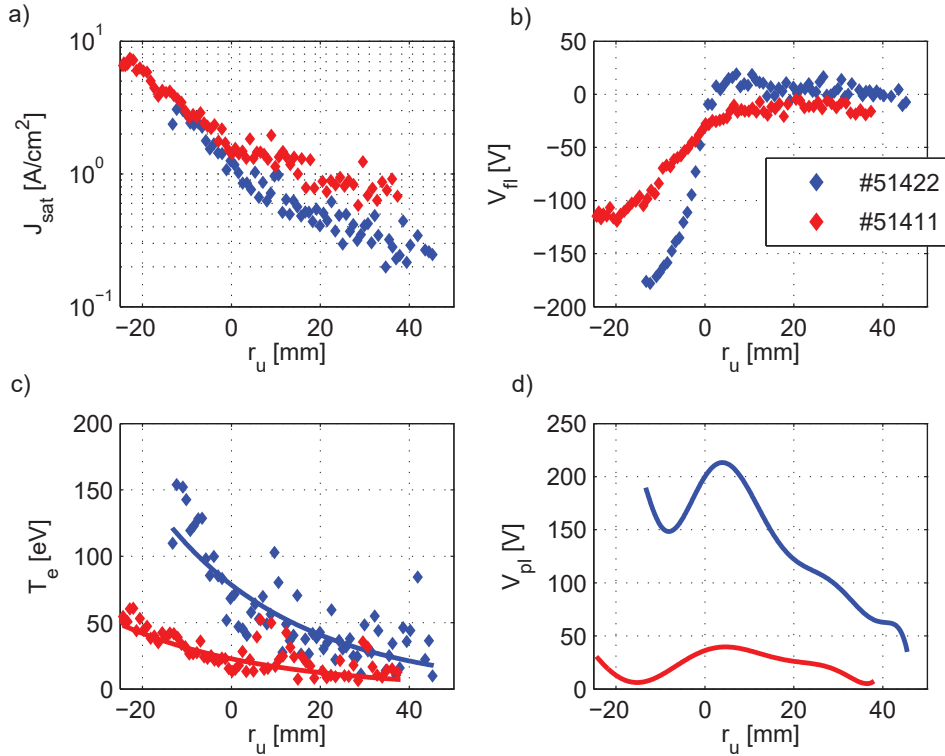 a)
10^1
10^0
10^−1
J_sat [A/cm^2]
−20 0 20 40
r_u [mm]
b)
50
0
−50
−100
−150
−200
V_fl [V]
−20 0 20 40
r_u [mm]
#51422
#51411
c)
200
150
100
50
0
T_e [eV]
−20 0 20 40
r_u [mm]
d)
250
200
150
100
50
0
V_pl [V]
−20 0 20 40
r_u [mm]